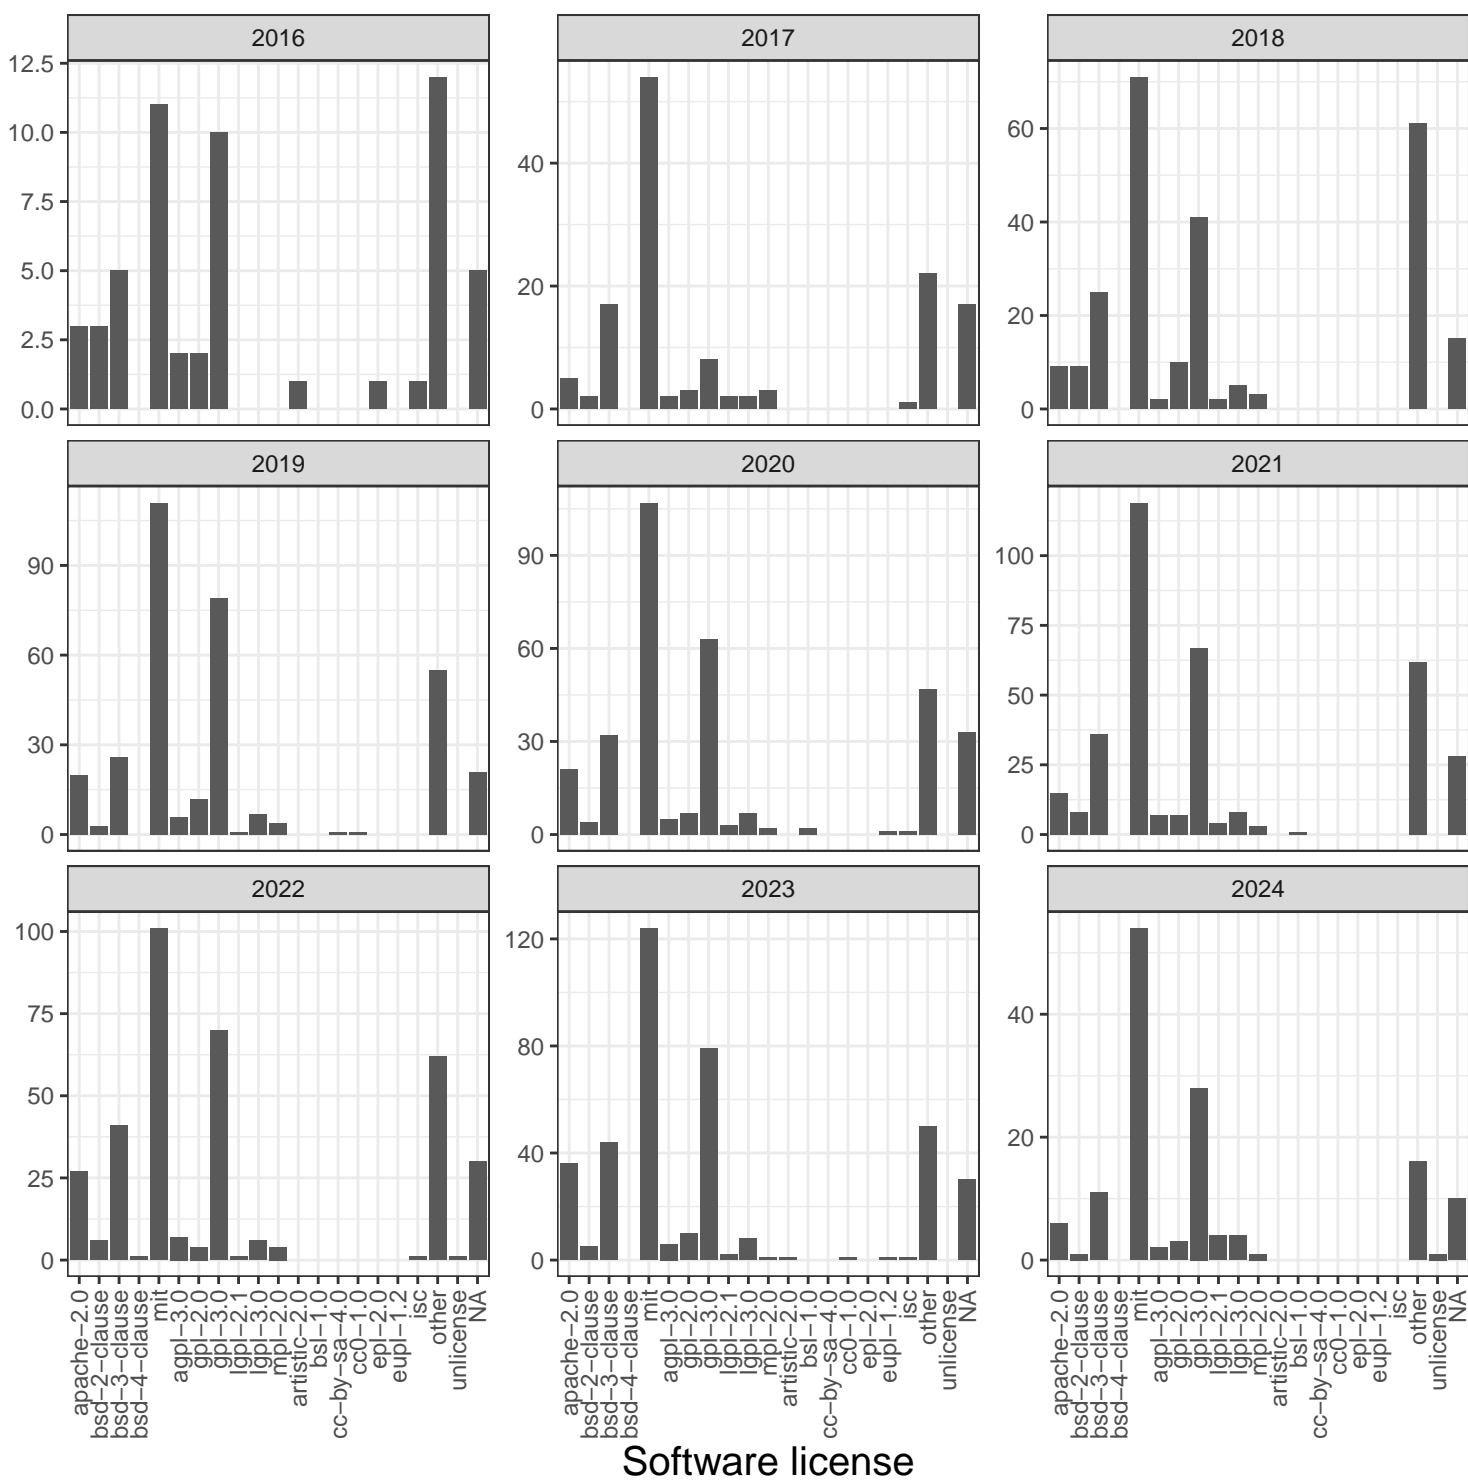 2016
2017
2018
12.5
10.0
7.5
5.0
2.5
0.0
40
20
0
60
40
20
0
2019
2020
2021
90
60
30
0
90
60
30
0
100
75
50
25
0
2022
2023
2024
100
75
50
25
0
120
80
40
0
40
20
0
apache−2.0
bsd−2−clause
bsd−3−clause
bsd−4−clause
mit
agpl−3.0
gpl−2.0
gpl−3.0
lgpl−2.1
lgpl−3.0
mpl−2.0
artistic−2.0
bsl−1.0
cc−by−sa−4.0
cc0−1.0
epl−2.0
eupl−1.2
isc
other
unlicense
NA
apache−2.0
bsd−2−clause
bsd−3−clause
bsd−4−clause
mit
agpl−3.0
gpl−2.0
gpl−3.0
lgpl−2.1
lgpl−3.0
mpl−2.0
artistic−2.0
bsl−1.0
cc−by−sa−4.0
cc0−1.0
epl−2.0
eupl−1.2
isc
other
unlicense
NA
apache−2.0
bsd−2−clause
bsd−3−clause
bsd−4−clause
mit
agpl−3.0
gpl−2.0
gpl−3.0
lgpl−2.1
lgpl−3.0
mpl−2.0
artistic−2.0
bsl−1.0
cc−by−sa−4.0
cc0−1.0
epl−2.0
eupl−1.2
isc
other
unlicense
NA
Software license